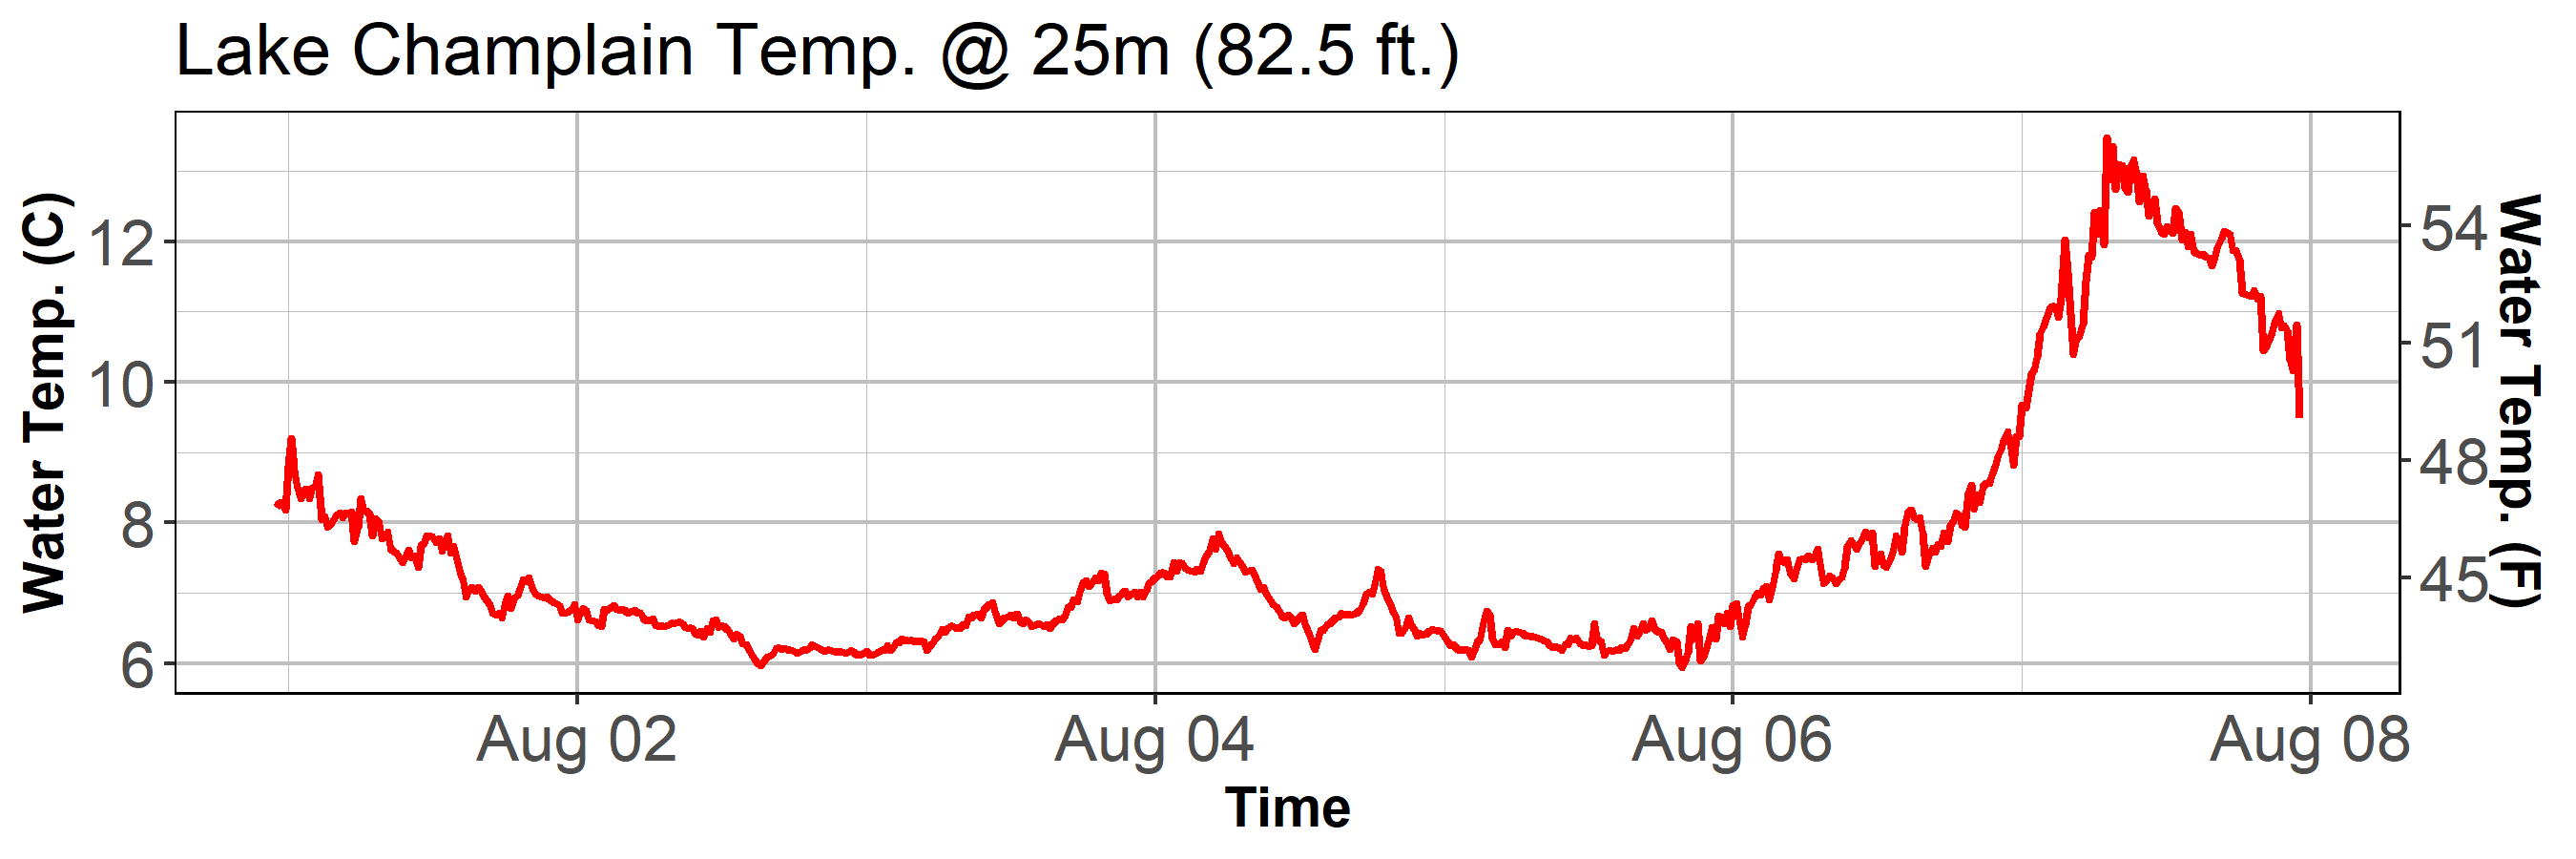 Lake Champlain Temp. @ 25m (82.5 ft.)
Water Temp. (C)
12
10
8
6
54
51
48
45
Water Temp. (F)
Aug 02 Aug 04 Aug 06 Aug 08
Time